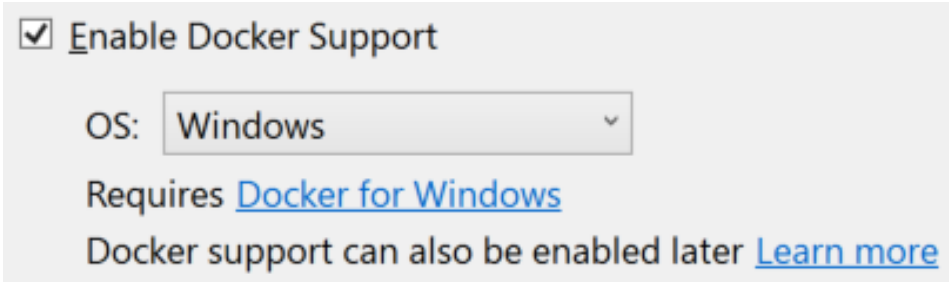 Enable Docker Support
OS: Windows
Requires Docker for Windows
Docker support can also be enabled later Learn more